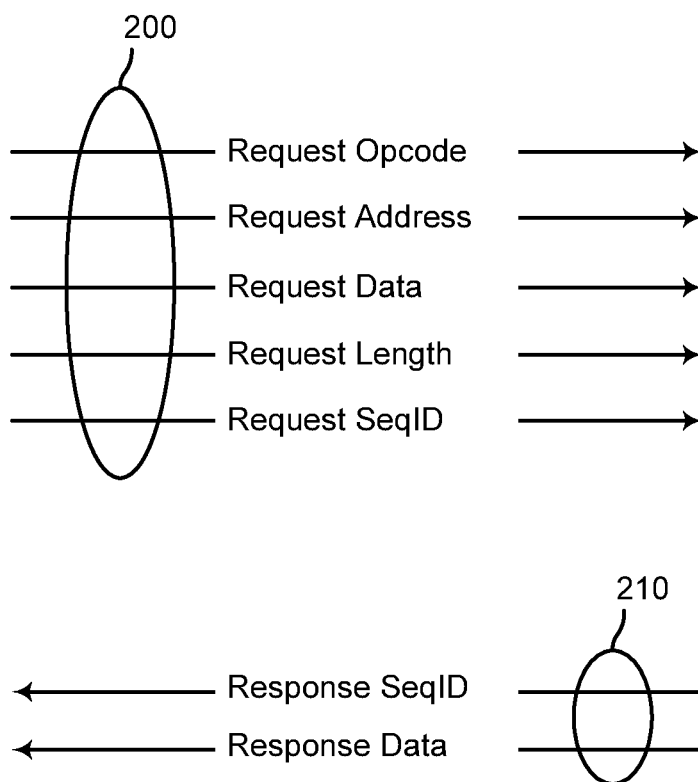 200
Request Opcode
Request Address
Request Data
Request Length
Request SeqID
210
Response SeqID
Response Data